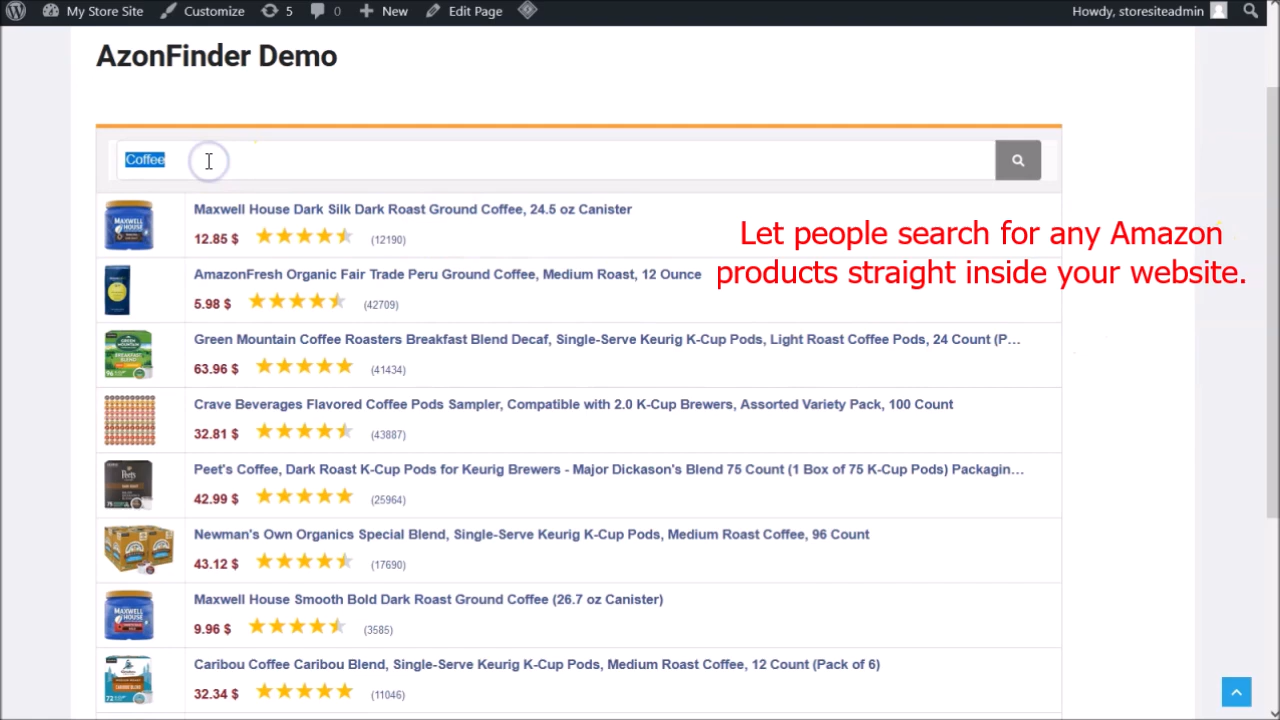 My Store Site Customize 5 0 New Edit Page Howdy, storesiteadmin
AzonFinder Demo
Coffee
Maxwell House Dark Silk Dark Roast Ground Coffee, 24.5 oz Canister
12.85 $ (12190)
Let people search for any Amazon
products straight inside your website.
AmazonFresh Organic Fair Trade Peru Ground Coffee, Medium Roast, 12 Ounce
5.98 $ (42709)
Green Mountain Coffee Roasters Breakfast Blend Decaf, Single-Serve Keurig K-Cup Pods, Light Roast Coffee Pods, 24 Count (P...
63.96 $ (41434)
Crave Beverages Flavored Coffee Pods Sampler, Compatible with 2.0 K-Cup Brewers, Assorted Variety Pack, 100 Count
32.81 $ (43887)
Peet's Coffee, Dark Roast K-Cup Pods for Keurig Brewers - Major Dickason's Blend 75 Count (1 Box of 75 K-Cup Pods) Packagin...
42.99 $ (25964)
Newman's Own Organics Special Blend, Single-Serve Keurig K-Cup Pods, Medium Roast Coffee, 96 Count
43.12 $ (17690)
Maxwell House Smooth Bold Dark Roast Ground Coffee (26.7 oz Canister)
9.96 $ (3585)
Caribou Coffee Caribou Blend, Single-Serve Keurig K-Cup Pods, Medium Roast Coffee, 12 Count (Pack of 6)
32.34 $ (11046)